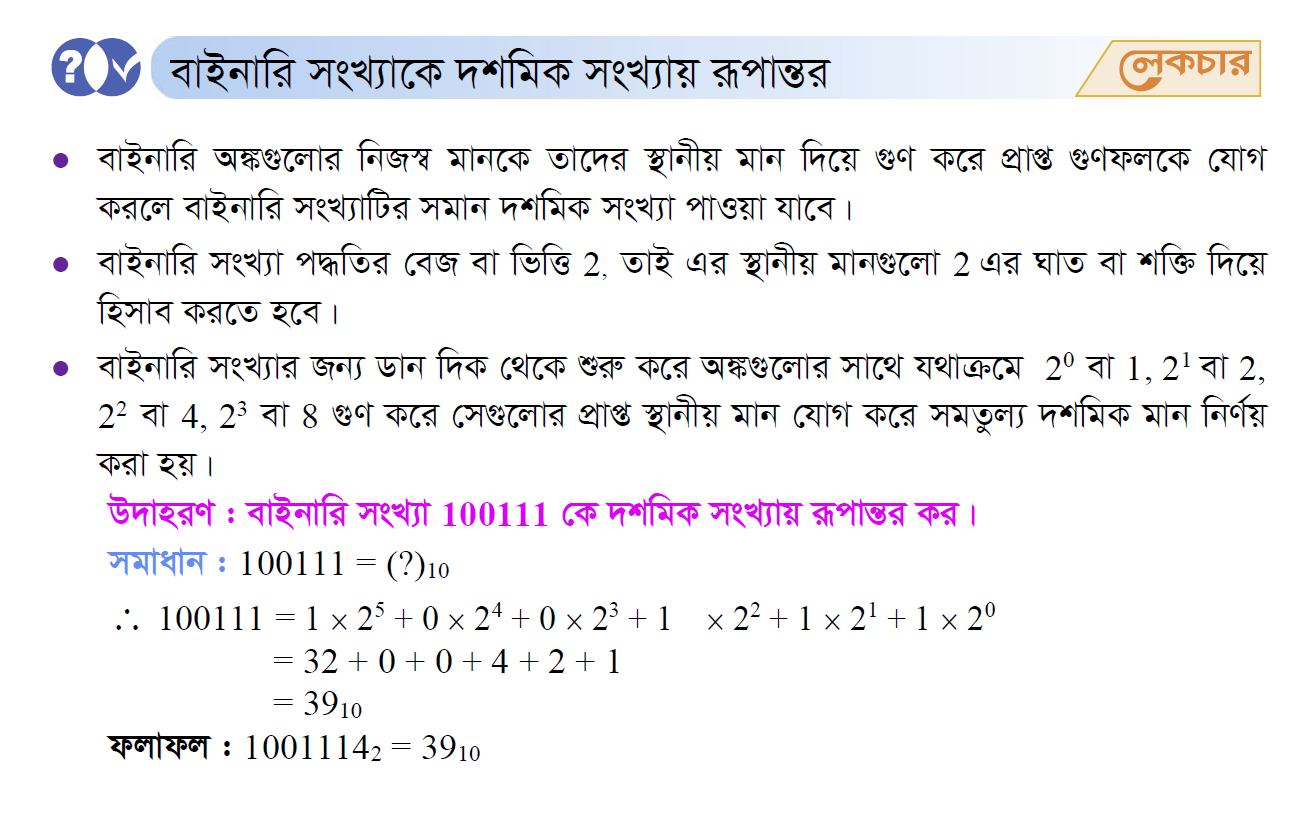 বাইনারি সংখ্যাকে দশমিক সংখ্যায় রূপান্তর
লেকচার
● বাইনারি অঙ্কগুলোর নিজস্ব মানকে তাদের স্থানীয় মান দিয়ে গুণ করে প্রাপ্ত গুণফলকে যোগ
করলে বাইনারি সংখ্যাটির সমান দশমিক সংখ্যা পাওয়া যাবে।
● বাইনারি সংখ্যা পদ্ধতির বেজ বা ভিত্তি 2, তাই এর স্থানীয় মানগুলো 2 এর ঘাত বা শক্তি দিয়ে
হিসাব করতে হবে।
● বাইনারি সংখ্যার জন্য ডান দিক থেকে শুরু করে অঙ্কগুলোর সাথে যথাক্রমে 2⁰ বা 1, 2¹ বা 2,
2² বা 4, 2³ বা 8 গুণ করে সেগুলোর প্রাপ্ত স্থানীয় মান যোগ করে সমতুল্য দশমিক মান নির্ণয়
করা হয়।
উদাহরণ : বাইনারি সংখ্যা 100111 কে দশমিক সংখ্যায় রূপান্তর কর।
সমাধান : 100111 = (?)₁₀
∴ 100111 = 1 × 2⁵ + 0 × 2⁴ + 0 × 2³ + 1 × 2² + 1 × 2¹ + 1 × 2⁰
= 32 + 0 + 0 + 4 + 2 + 1
= 39₁₀
ফলাফল : 1001114₂ = 39₁₀